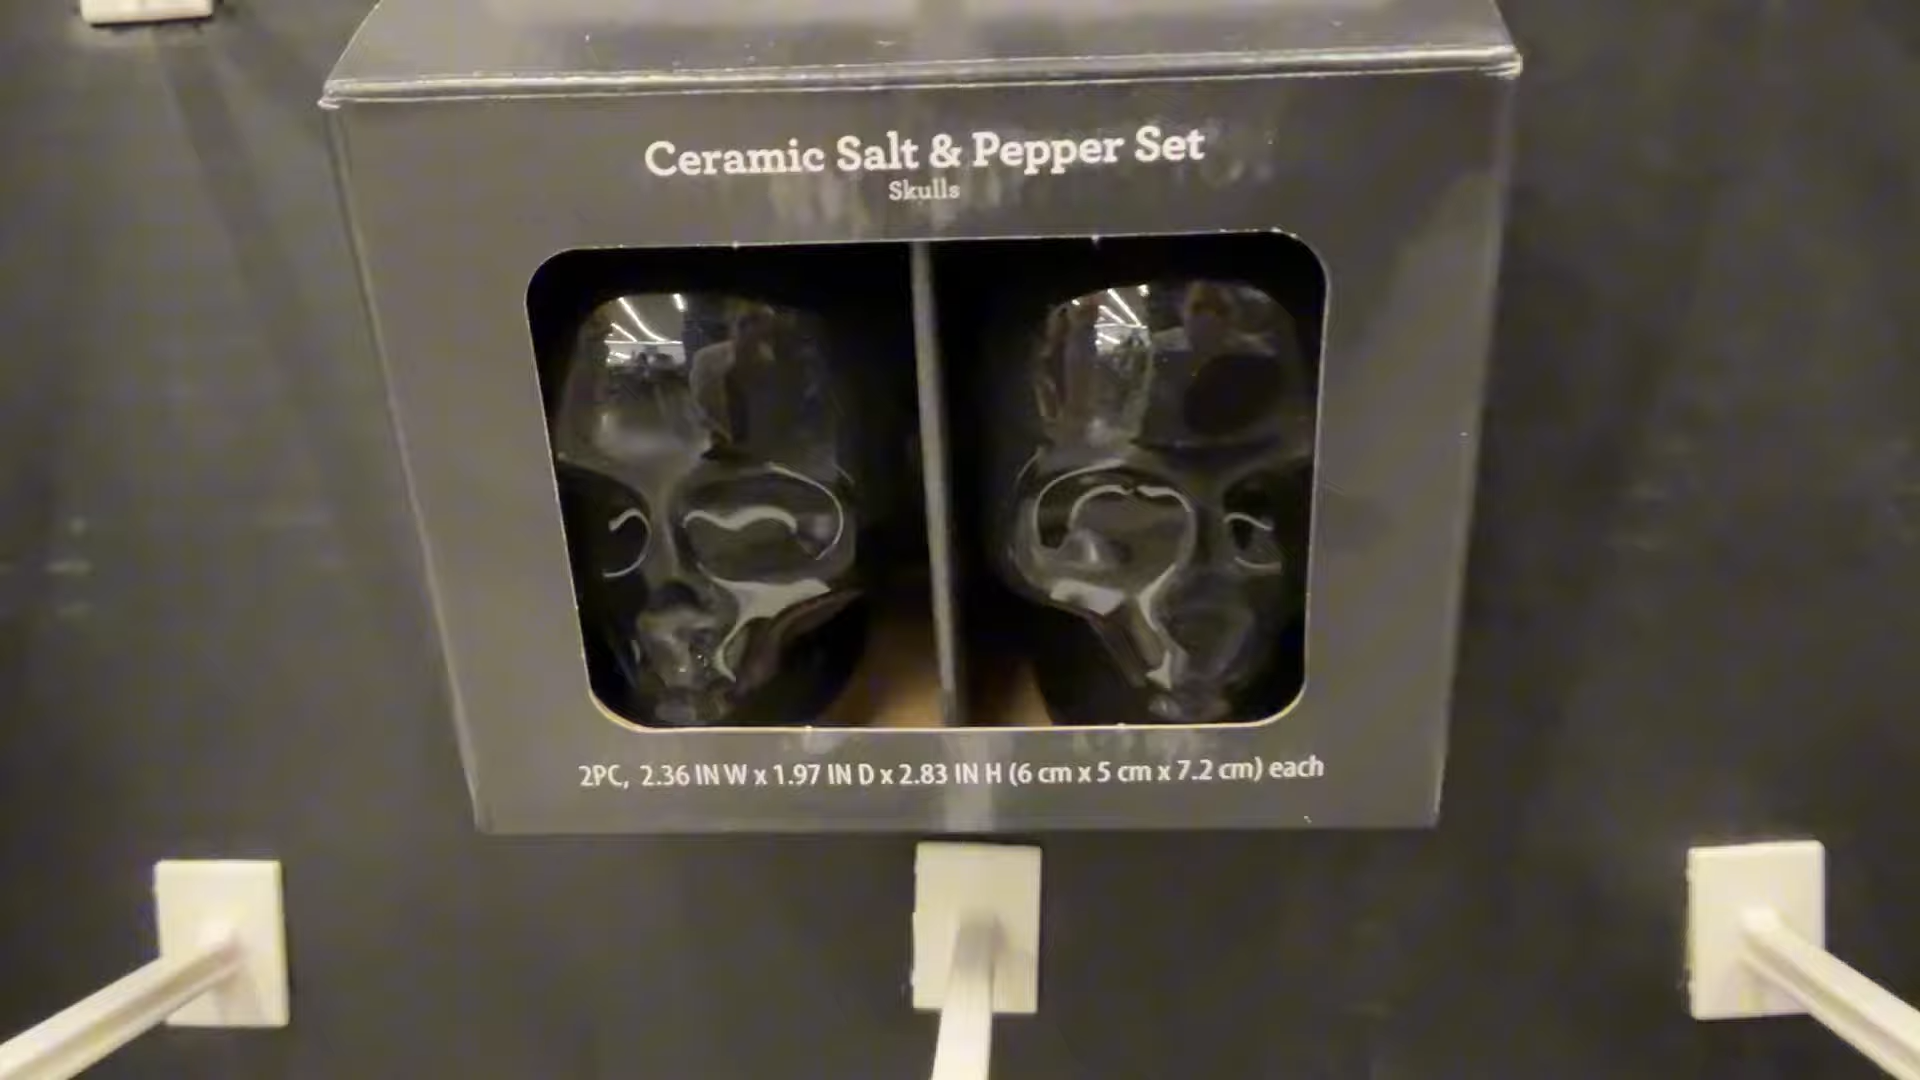 Ceramic Salt & Pepper Set
Skulls
2PC, 2.36 IN W x 1.97 IN D x 2.83 IN H (6 cm x 5 cm x 7.2 cm) each